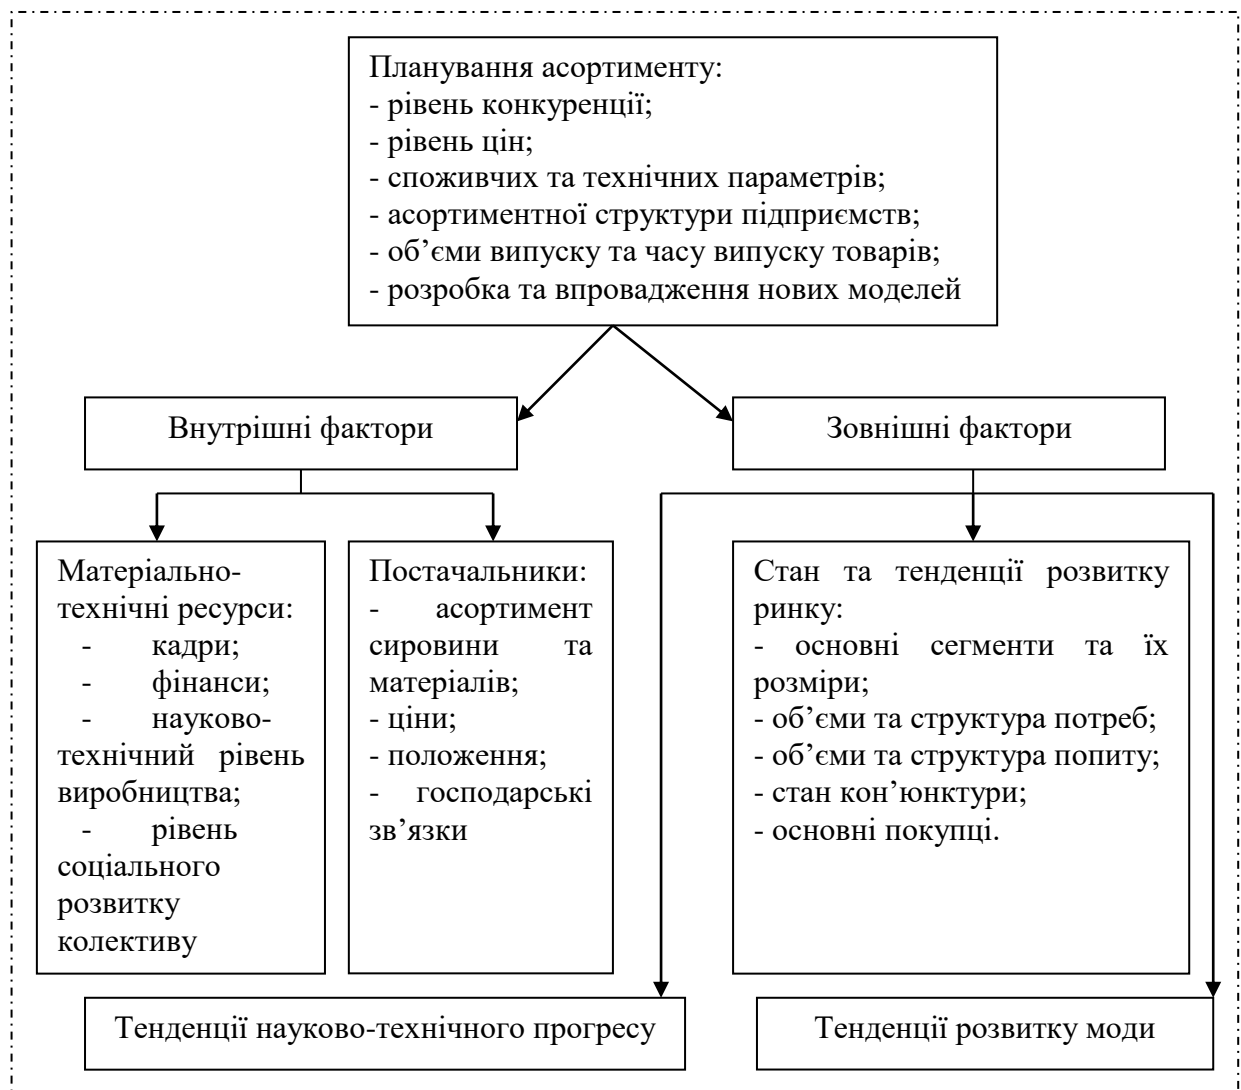 Планування асортименту:
- рівень конкуренції;
- рівень цін;
- споживчих та технічних параметрів;
- асортиментної структури підприємств;
- об’єми випуску та часу випуску товарів;
- розробка та впровадження нових моделей
Внутрішні фактори
Зовнішні фактори
Матеріально-
технічні ресурси:
- кадри;
- фінанси;
- науково-
технічний рівень
виробництва;
- рівень
соціального
розвитку
колективу
Постачальники:
- асортимент
сировини та
матеріалів;
- ціни;
- положення;
- господарські
зв’язки
Стан та тенденції розвитку
ринку:
- основні сегменти та їх
розміри;
- об’єми та структура потреб;
- об’єми та структура попиту;
- стан кон’юнктури;
- основні покупці.
Тенденції науково-технічного прогресу
Тенденції розвитку моди